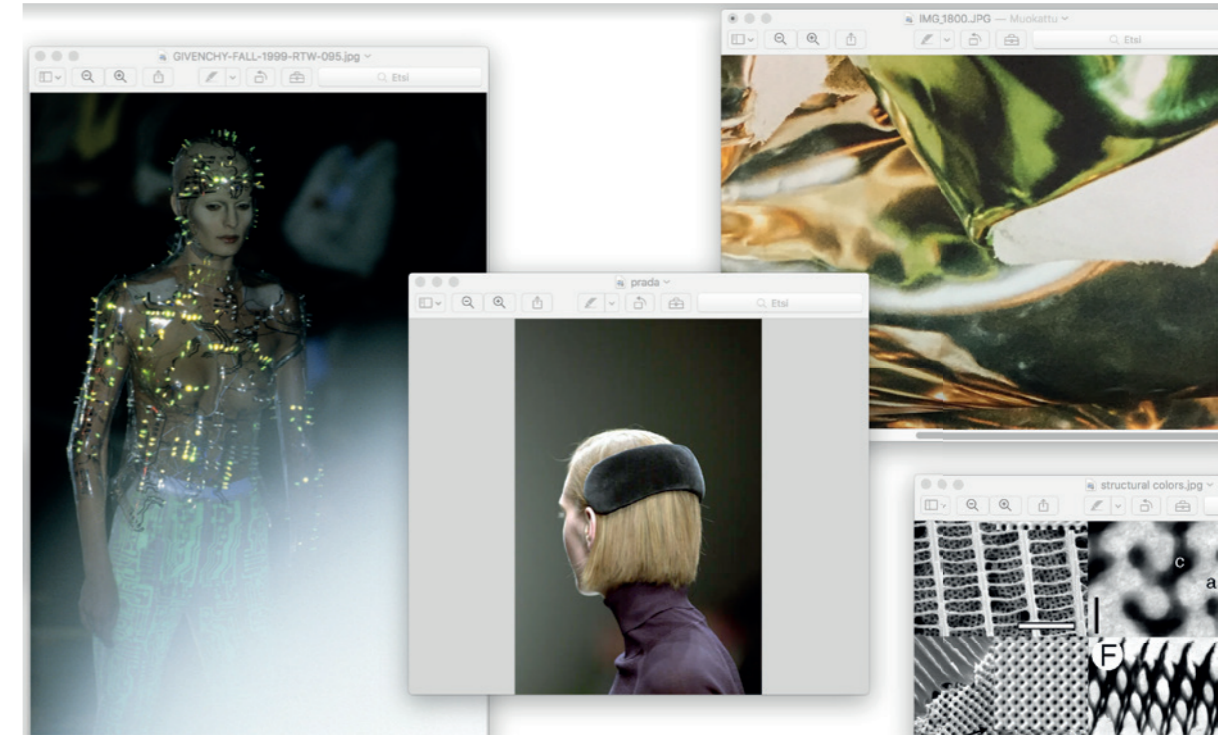 GIVENCHY-FALL-1999-RTW-095.jpg
Etsi
IMG_1800.JPG — Muokattu
Etsi
prada
Etsi
structural colors.jpg
c
a
F